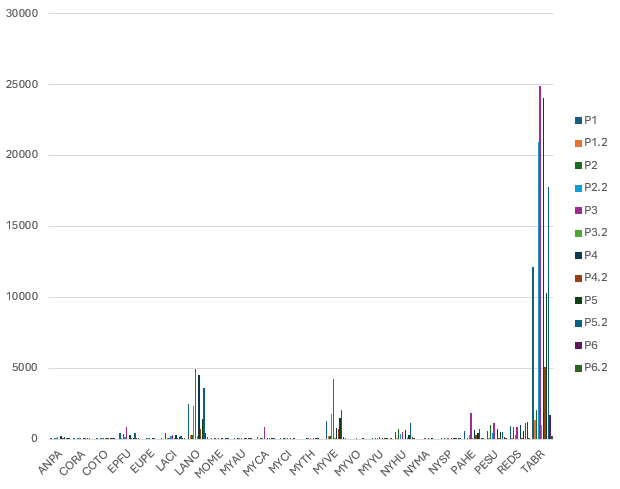 30000
25000
20000
15000
10000
5000
0
ANPA
CORA
COTO
EPFU
EUPE
LACI
LANO
MOME
MYAU
MYCA
MYCI
MYTH
MYVE
MYVO
MYYU
NYHU
NYMA
NYSP
PAHE
PESU
REDS
TABR
P1
P1.2
P2
P2.2
P3
P3.2
P4
P4.2
P5
P5.2
P6
P6.2